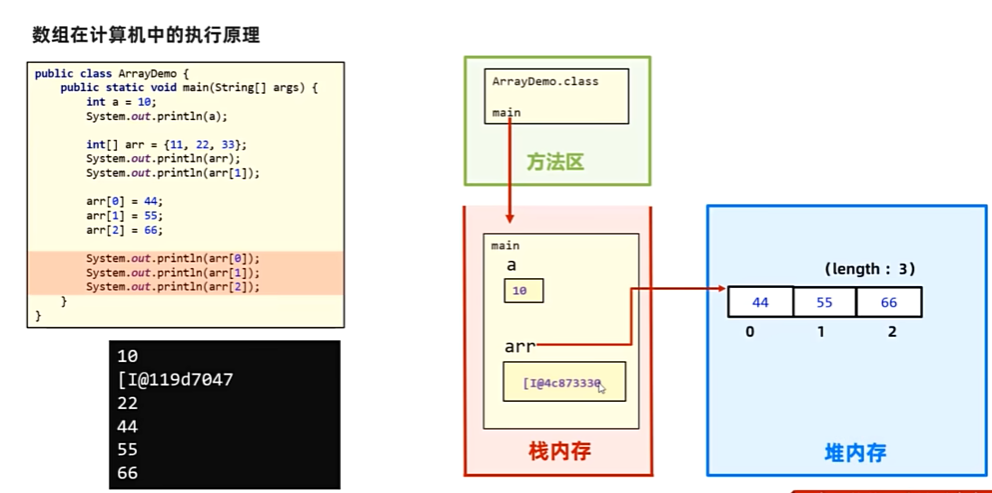 数组在计算机中的执行原理
public class ArrayDemo {
public static void main(String[] args) {
int a = 10;
System.out.println(a);
int[] arr = {11, 22, 33};
System.out.println(arr);
System.out.println(arr[1]);
arr[0] = 44;
arr[1] = 55;
arr[2] = 66;
System.out.println(arr[0]);
System.out.println(arr[1]);
System.out.println(arr[2]);
}
}
10
[I@119d7047
22
44
55
66
ArrayDemo.class
main
方法区
main
a
10
arr
[I@4c873330
栈内存
(length : 3)
44 55 66
0 1 2
堆内存